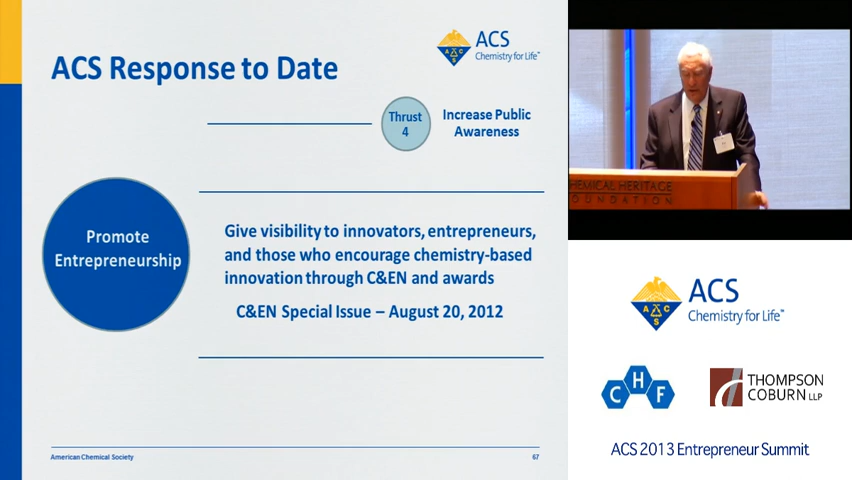 ACS Response to Date
ACS
Chemistry for Life™
Thrust
4
Increase Public
Awareness
Promote
Entrepreneurship
Give visibility to innovators, entrepreneurs,
and those who encourage chemistry-based
innovation through C&EN and awards
C&EN Special Issue – August 20, 2012
American Chemical Society
67
CHEMICAL HERITAGE
FOUNDATION
ACS
Chemistry for Life™
CHF
THOMPSON
COBURN LLP
ACS 2013 Entrepreneur Summit